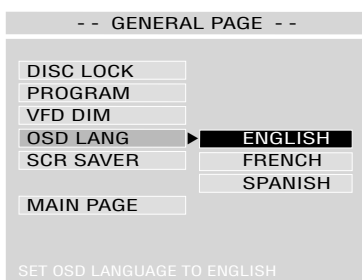 - - GENERAL PAGE - -
DISC LOCK
PROGRAM
VFD DIM
OSD LANG ENGLISH
SCR SAVER FRENCH
SPANISH
MAIN PAGE
SET OSD LANGUAGE TO ENGLISH